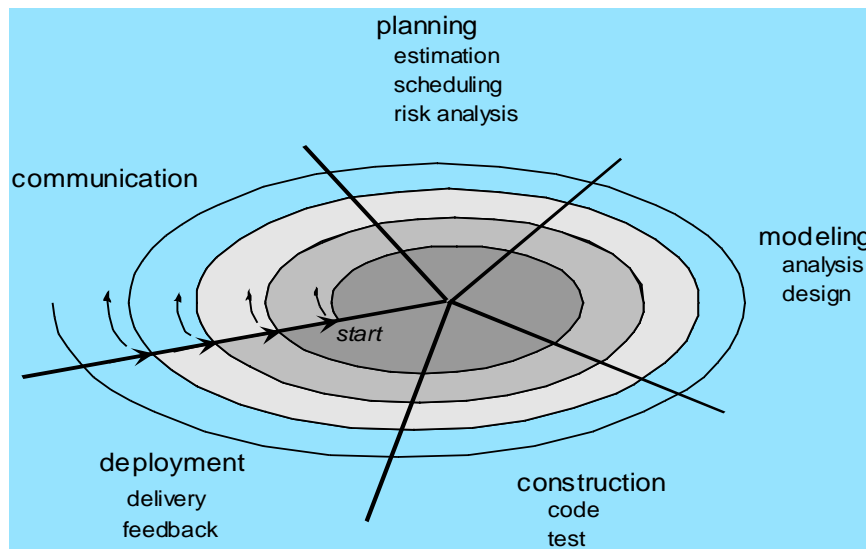 planning
estimation
scheduling
risk analysis
communication
modeling
analysis
design
start
deployment
delivery
feedback
construction
code
test